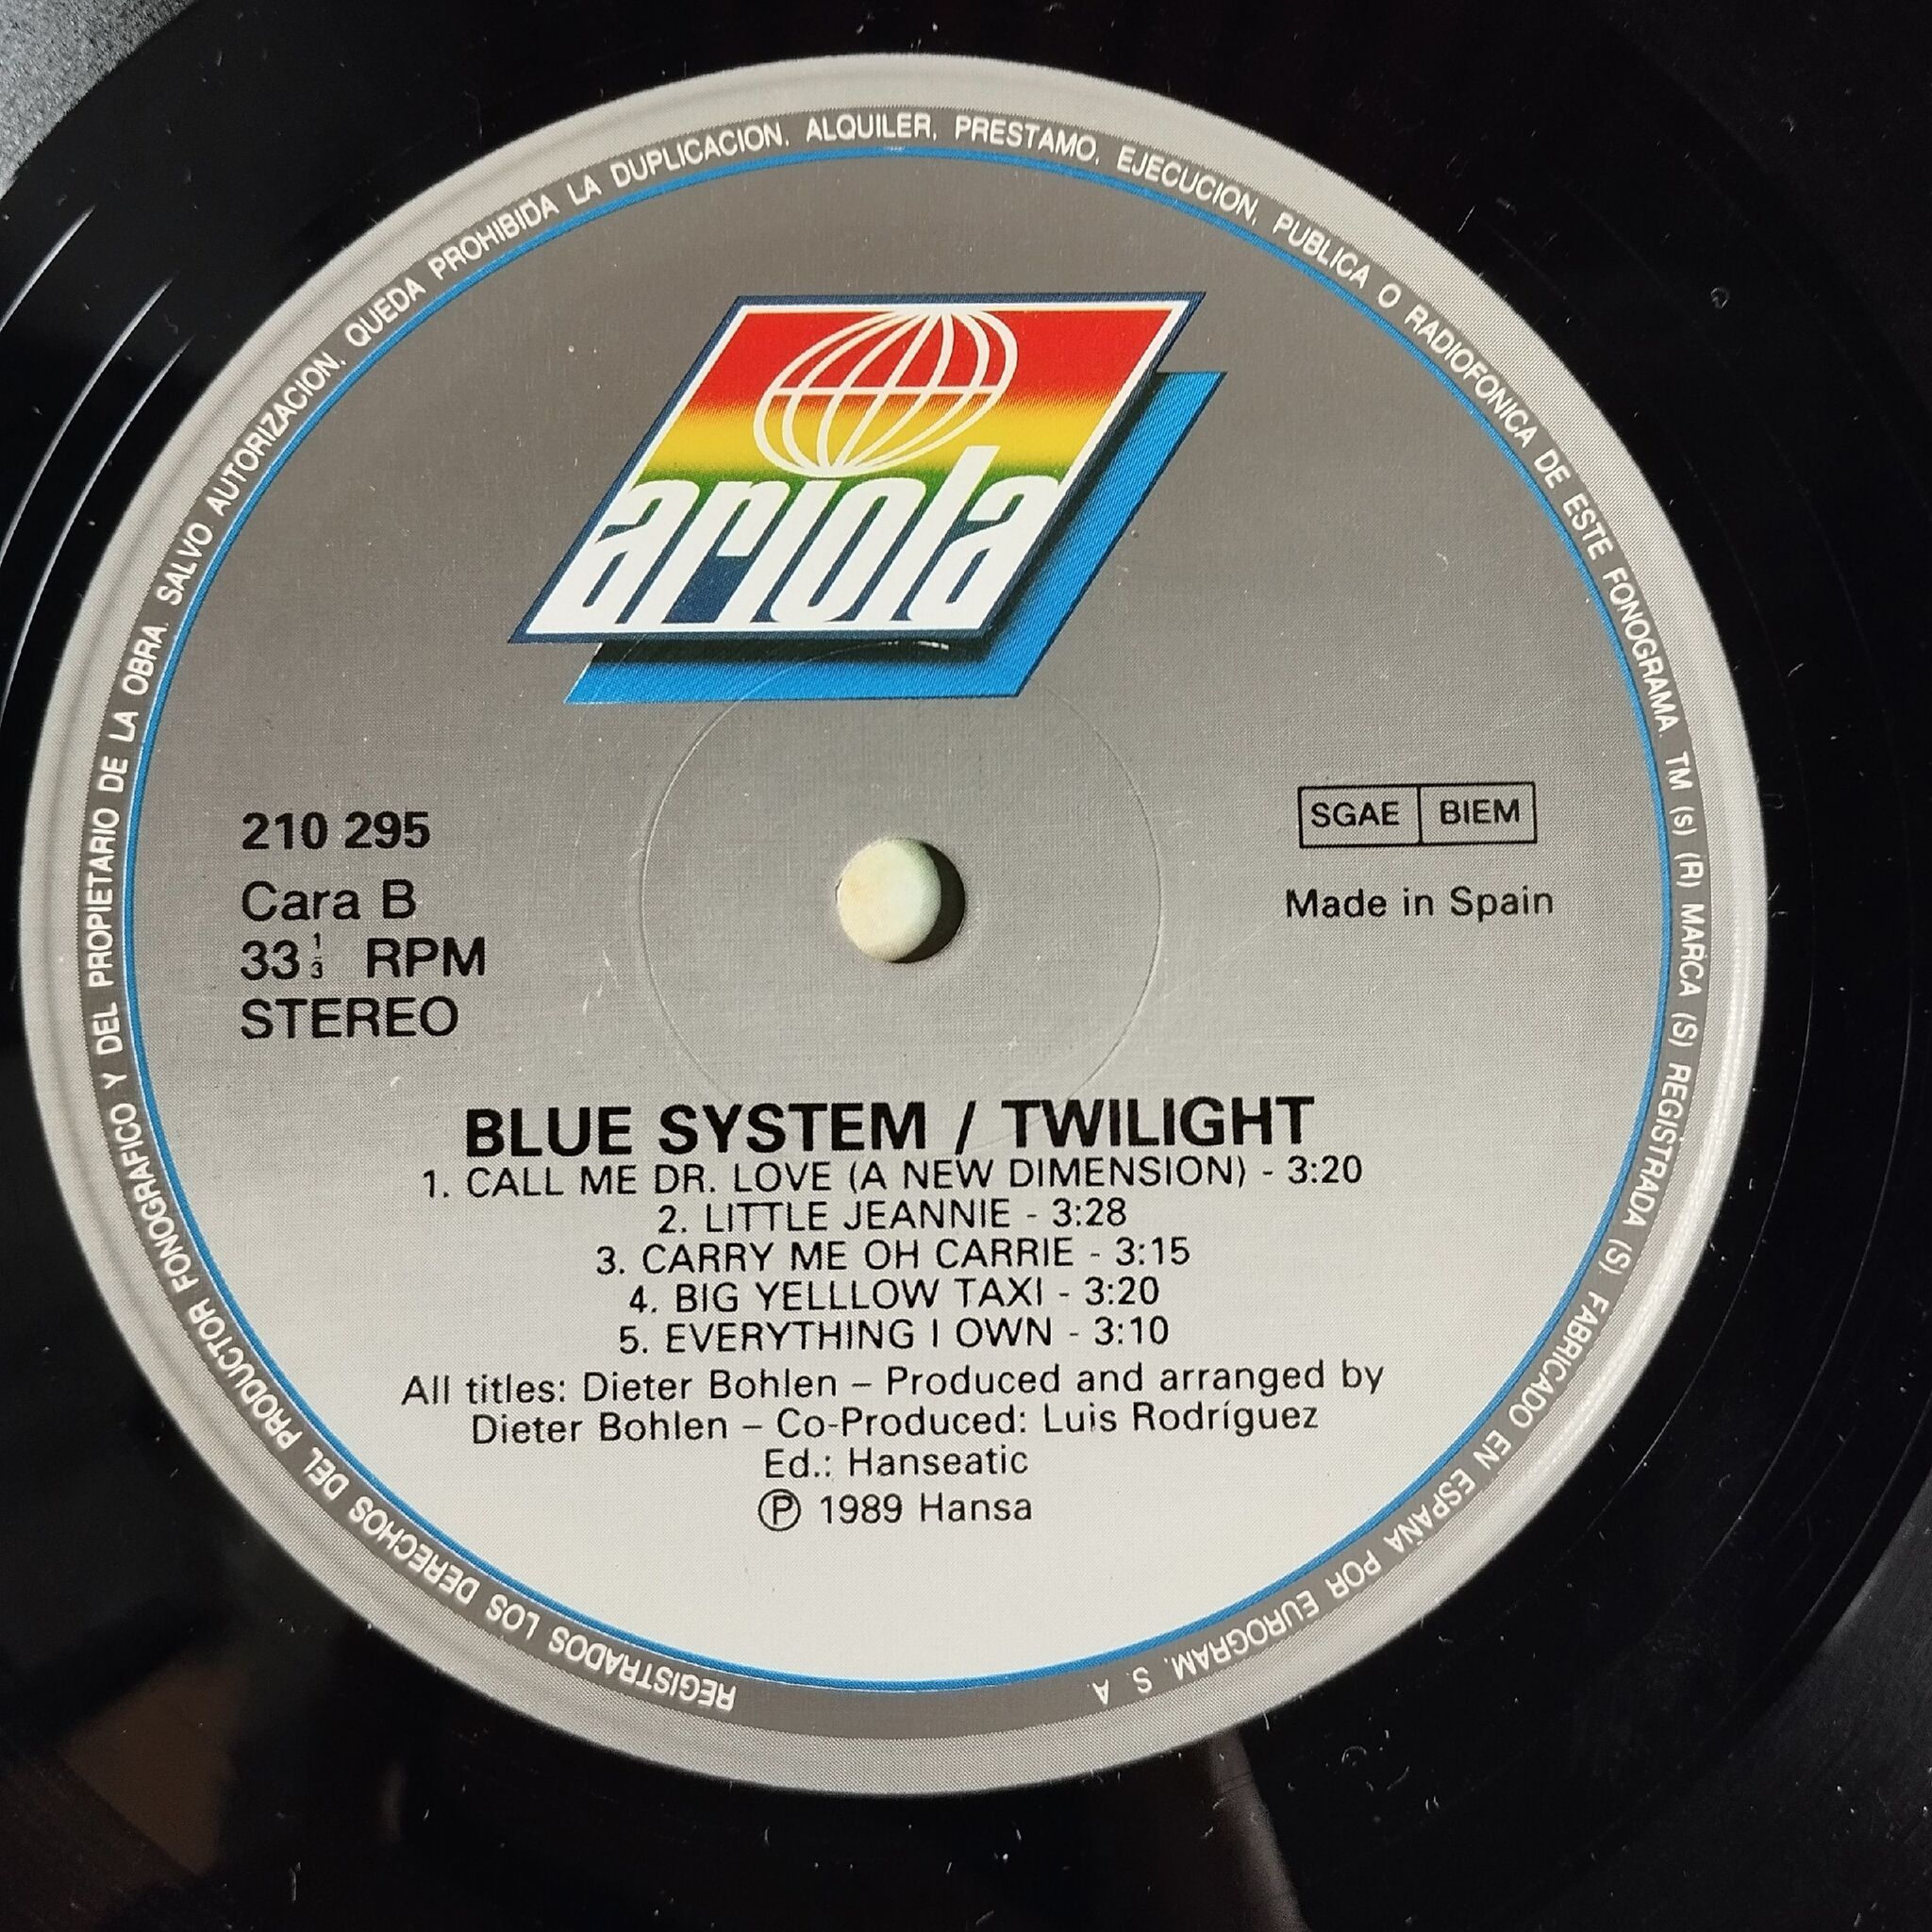 REGISTRADOS LOS DERECHOS DEL PRODUCTOR FONOGRAFICO Y DEL PROPIETARIO DE LA OBRA. SALVO AUTORIZACION, QUEDA PROHIBIDA LA DUPLICACION, ALQUILER, PRESTAMO, EJECUCION, PUBLICA O RADIOFONICA DE ESTE FONOGRAMA. TM (s) (R) MARCA (S) REGISTRADA (S). FABRICADO EN ESPAÑA POR EUROGRAM, S. A.
ariola
210 295
Cara B
33 1/3 RPM
STEREO
SGAE BIEM
Made in Spain
BLUE SYSTEM / TWILIGHT
1. CALL ME DR. LOVE (A NEW DIMENSION) - 3:20
2. LITTLE JEANNIE - 3:28
3. CARRY ME OH CARRIE - 3:15
4. BIG YELLLOW TAXI - 3:20
5. EVERYTHING I OWN - 3:10
All titles: Dieter Bohlen – Produced and arranged by
Dieter Bohlen – Co-Produced: Luis Rodríguez
Ed.: Hanseatic
Ⓟ 1989 Hansa